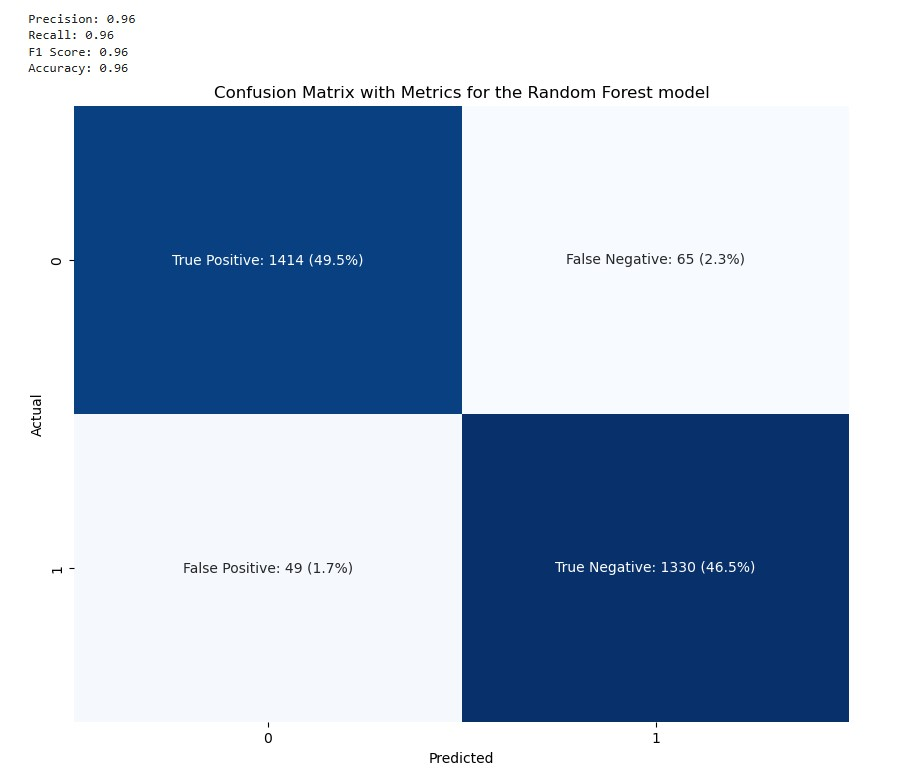 Precision: 0.96
Recall: 0.96
F1 Score: 0.96
Accuracy: 0.96
Confusion Matrix with Metrics for the Random Forest model
True Positive: 1414 (49.5%)
False Negative: 65 (2.3%)
0
Actual
False Positive: 49 (1.7%)
True Negative: 1330 (46.5%)
1
0
1
Predicted